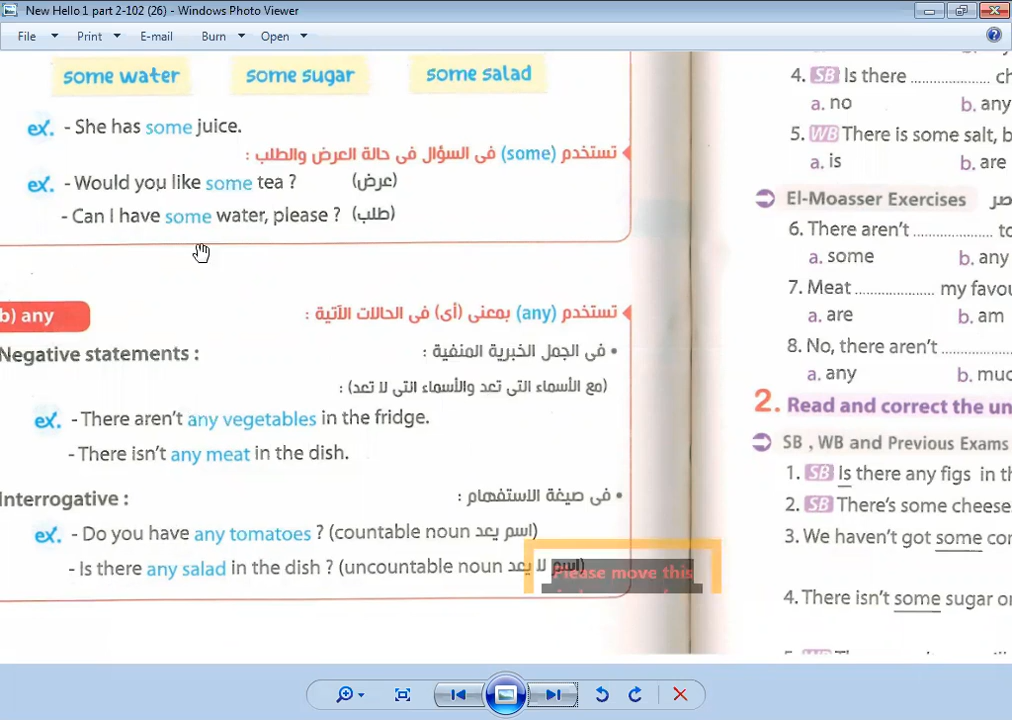 New Hello 1 part 2-102 (26) - Windows Photo Viewer
File Print E-mail Burn Open
some water some sugar some salad
ex. - She has some juice.
تستخدم (some) فى السؤال فى حالة العرض والطلب :
ex. - Would you like some tea ? (عرض)
- Can I have some water, please ? (طلب)
b) any
تستخدم (any) بمعنى (أى) فى الحالات الآتية :
Negative statements :
• فى الجمل الخبرية المنفية :
(مع الأسماء التى تعد والأسماء التى لا تعد) :
ex. - There aren't any vegetables in the fridge.
- There isn't any meat in the dish.
Interrogative :
• فى صيغة الاستفهام :
ex. - Do you have any tomatoes ? (countable noun اسم يعد)
- Is there any salad in the dish ? (uncountable noun اسم لا يعد)
Please move this
4. SB Is there ................
a. no b. any
5. WB There is some salt, b
a. is b. are
El-Moasser Exercises
6. There aren't ................ to
a. some b. any
7. Meat ................ my favou
a. are b. am
8. No, there aren't ................
a. any b. muc
2. Read and correct the un
SB , WB and Previous Exams
1. SB Is there any figs in th
2. SB There's some cheese
3. We haven't got some cor
4. There isn't some sugar or